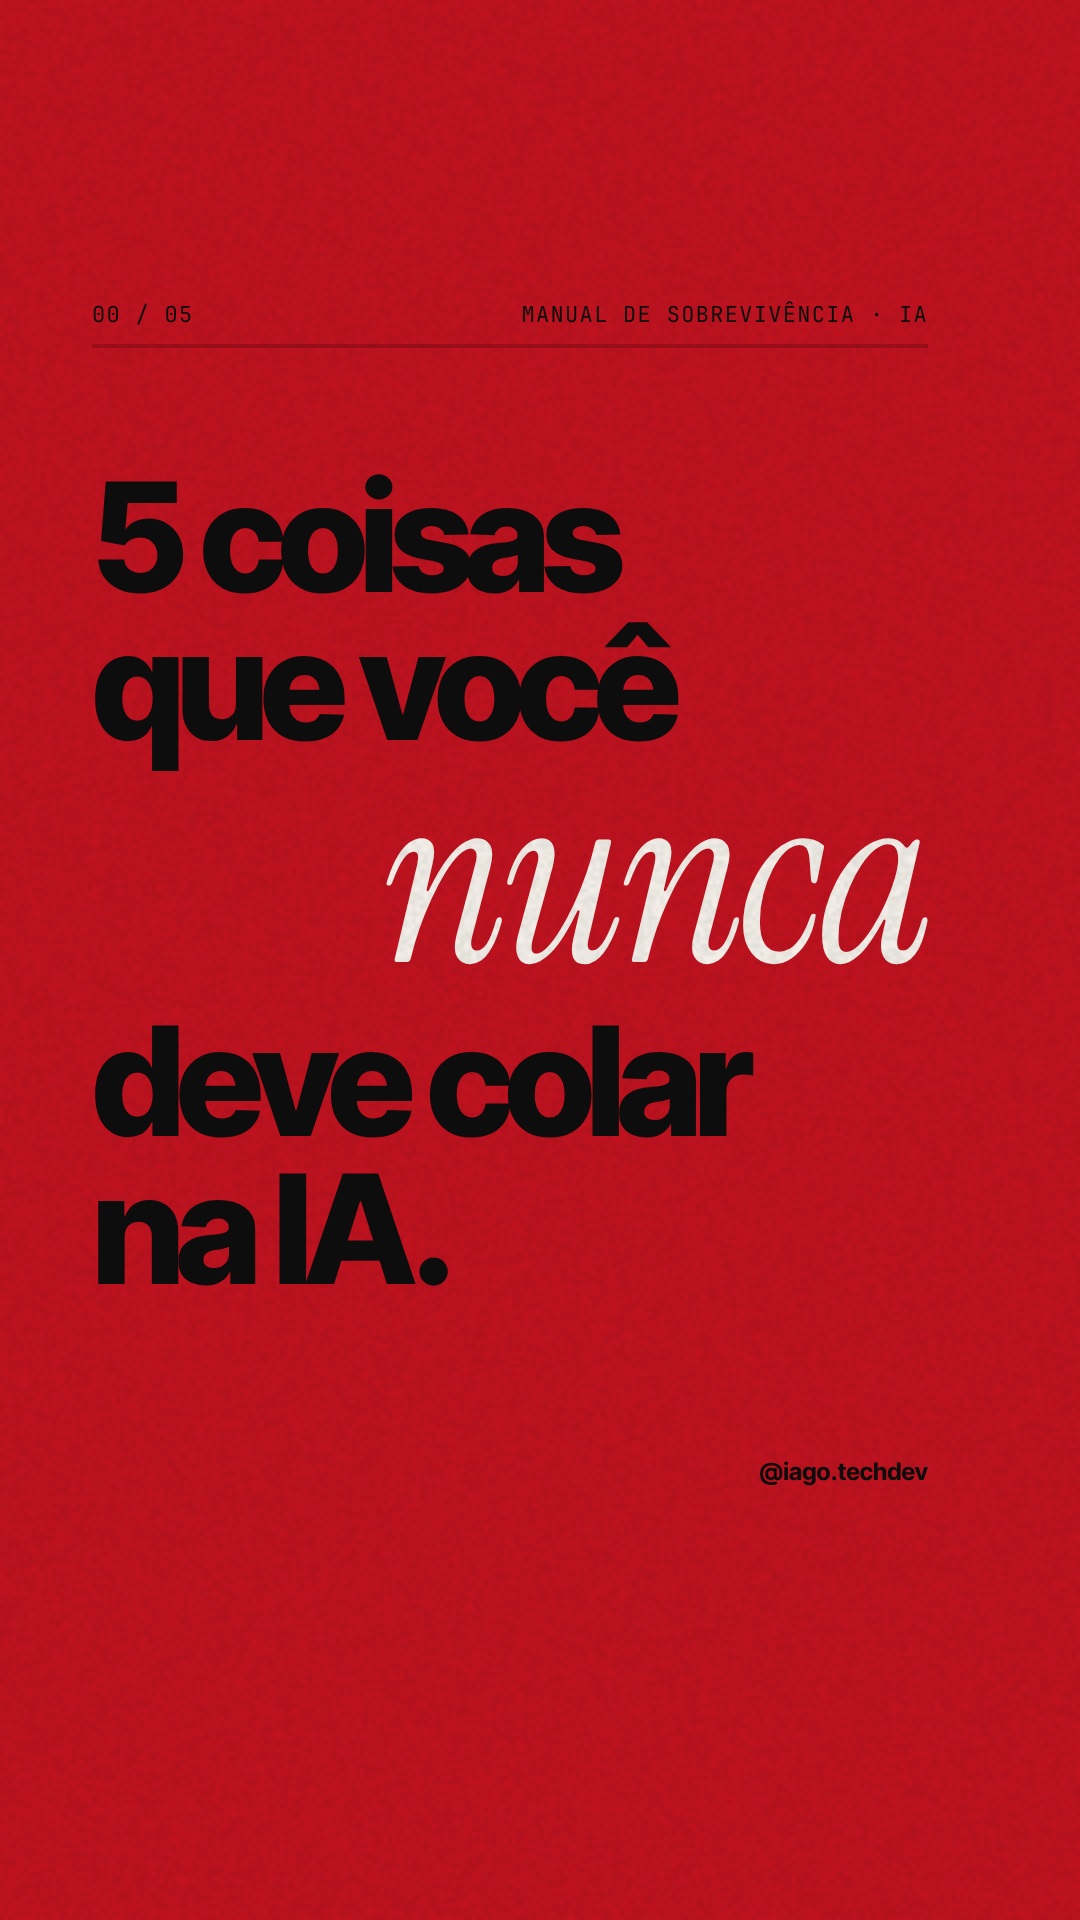 00 / 05
MANUAL DE SOBREVIVÊNCIA · IA
5 coisas
que você
nunca
deve colar
na IA.
@iago.techdev